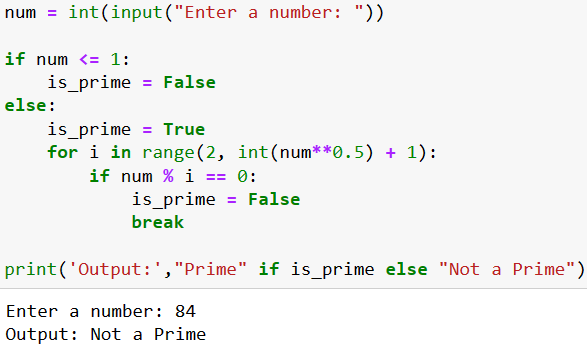 num = int(input("Enter a number: "))
if num <= 1:
    is_prime = False
else:
    is_prime = True
    for i in range(2, int(num**0.5) + 1):
        if num % i == 0:
            is_prime = False
            break
print('Output:',"Prime" if is_prime else "Not a Prime")
Enter a number: 84
Output: Not a Prime